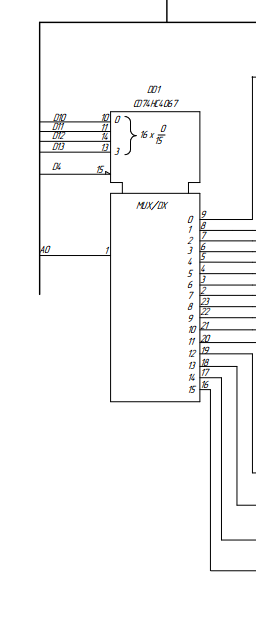 DD1
CD74HC4067
D10 10 0
D11 11
D12 14
D13 13 3
16 x 0/15
D4 15
MUX/DX
A0 1
0 9
1 8
2 7
3 6
4 5
5 4
6 3
7 2
8 23
9 22
10 21
11 20
12 19
13 18
14 17
15 16